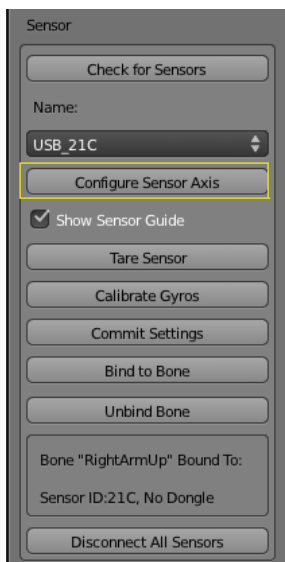 Sensor
Check for Sensors
Name:
USB_21C
Configure Sensor Axis
Show Sensor Guide
Tare Sensor
Calibrate Gyros
Commit Settings
Bind to Bone
Unbind Bone
Bone "RightArmUp" Bound To:
Sensor ID:21C, No Dongle
Disconnect All Sensors